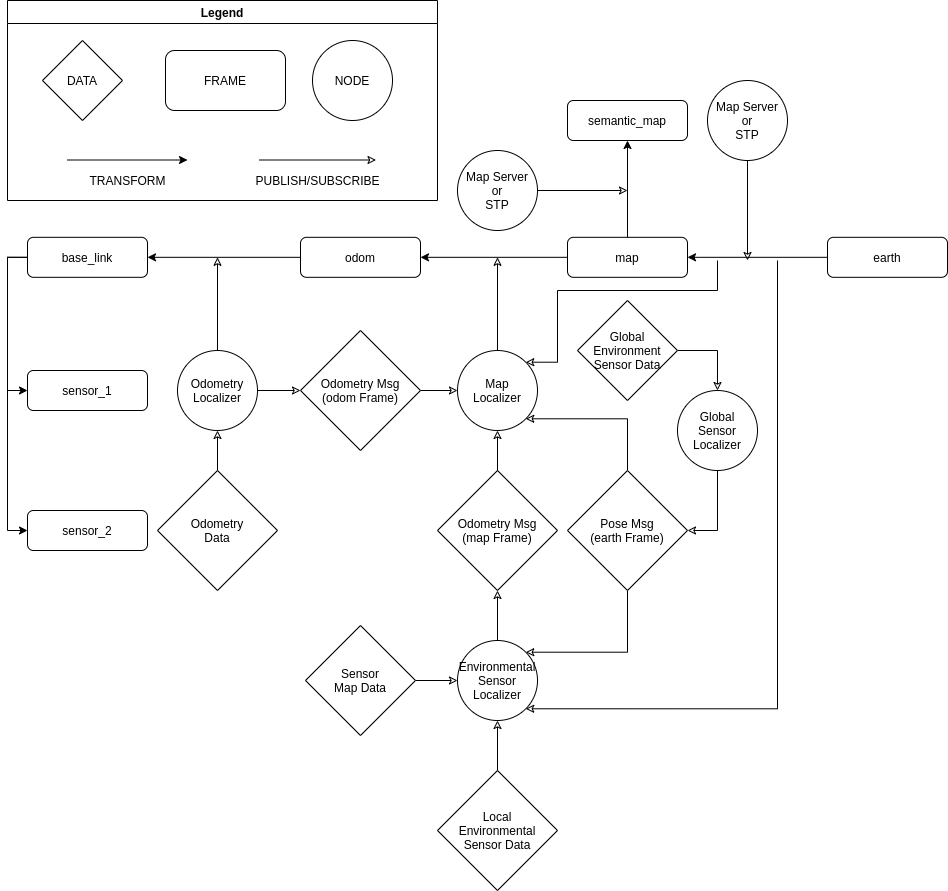 Legend
DATA
FRAME
NODE
TRANSFORM
PUBLISH/SUBSCRIBE
semantic_map
Map Server
or
STP
Map Server
or
STP
base_link
odom
map
earth
sensor_1
Odometry
Localizer
Odometry Msg
(odom Frame)
Map
Localizer
Global
Environment
Sensor Data
Global
Sensor
Localizer
sensor_2
Odometry
Data
Odometry Msg
(map Frame)
Pose Msg
(earth Frame)
Sensor
Map Data
Environmental
Sensor
Localizer
Local
Environmental
Sensor Data